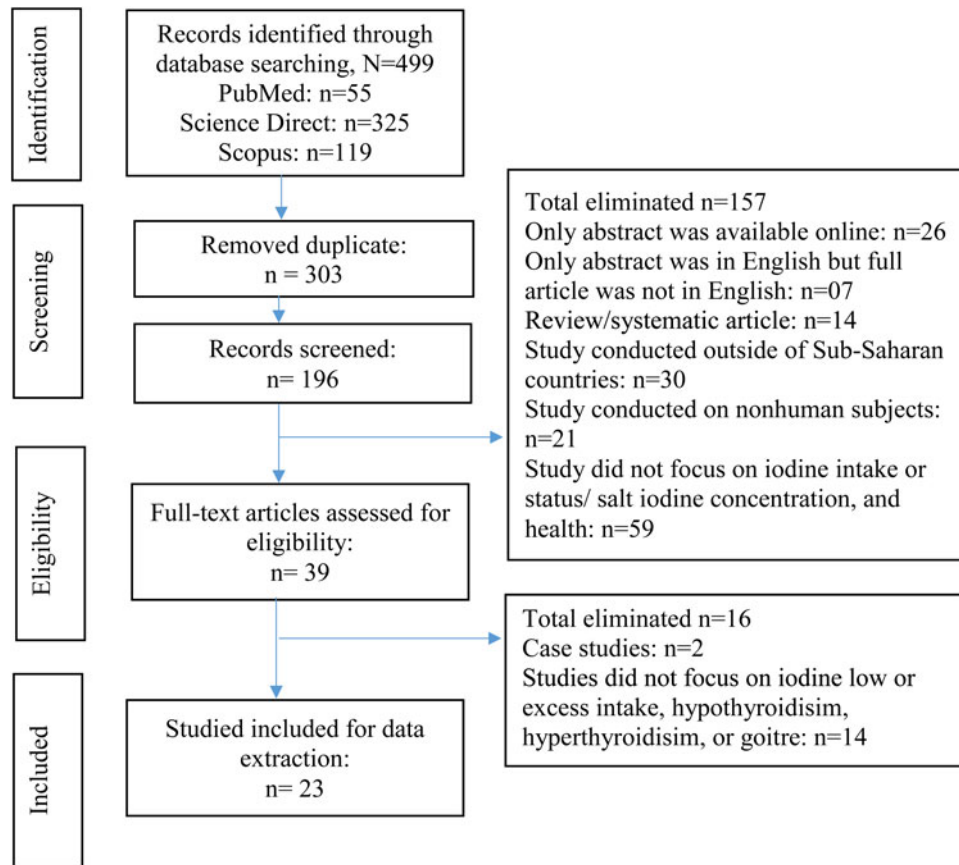 Identification
Records identified through
database searching, N=499
PubMed: n=55
Science Direct: n=325
Scopus: n=119
Screening
Removed duplicate:
n = 303
Records screened:
n= 196
Total eliminated n=157
Only abstract was available online: n=26
Only abstract was in English but full
article was not in English: n=07
Review/systematic article: n=14
Study conducted outside of Sub-Saharan
countries: n=30
Study conducted on nonhuman subjects:
n=21
Study did not focus on iodine intake or
status/ salt iodine concentration, and
health: n=59
Eligibility
Full-text articles assessed for
eligibility:
n= 39
Total eliminated n=16
Case studies: n=2
Studies did not focus on iodine low or
excess intake, hypothyroidisim,
hyperthyroidisim, or goitre: n=14
Included
Studied included for data
extraction:
n= 23